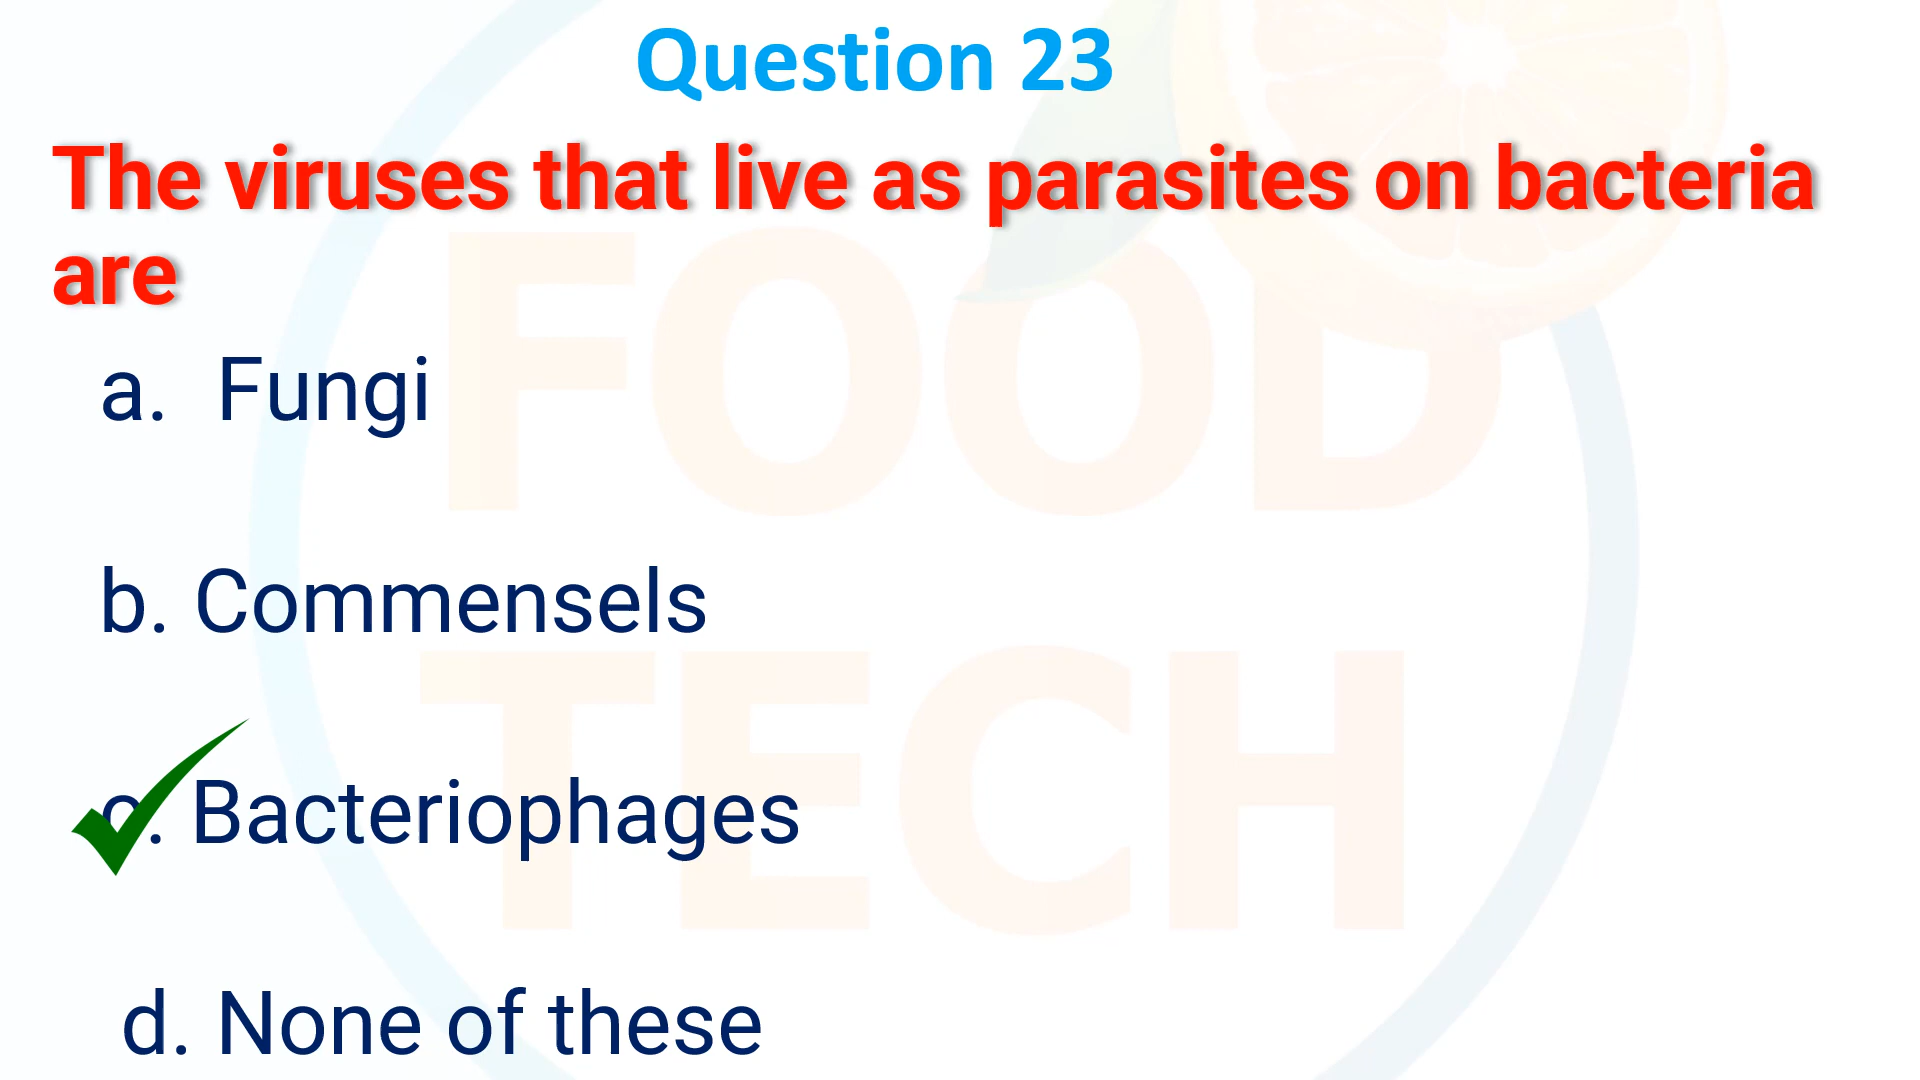 Question 23
The viruses that live as parasites on bacteria
are
a. Fungi
b. Commensels
c. Bacteriophages
d. None of these
FOOD
TECH